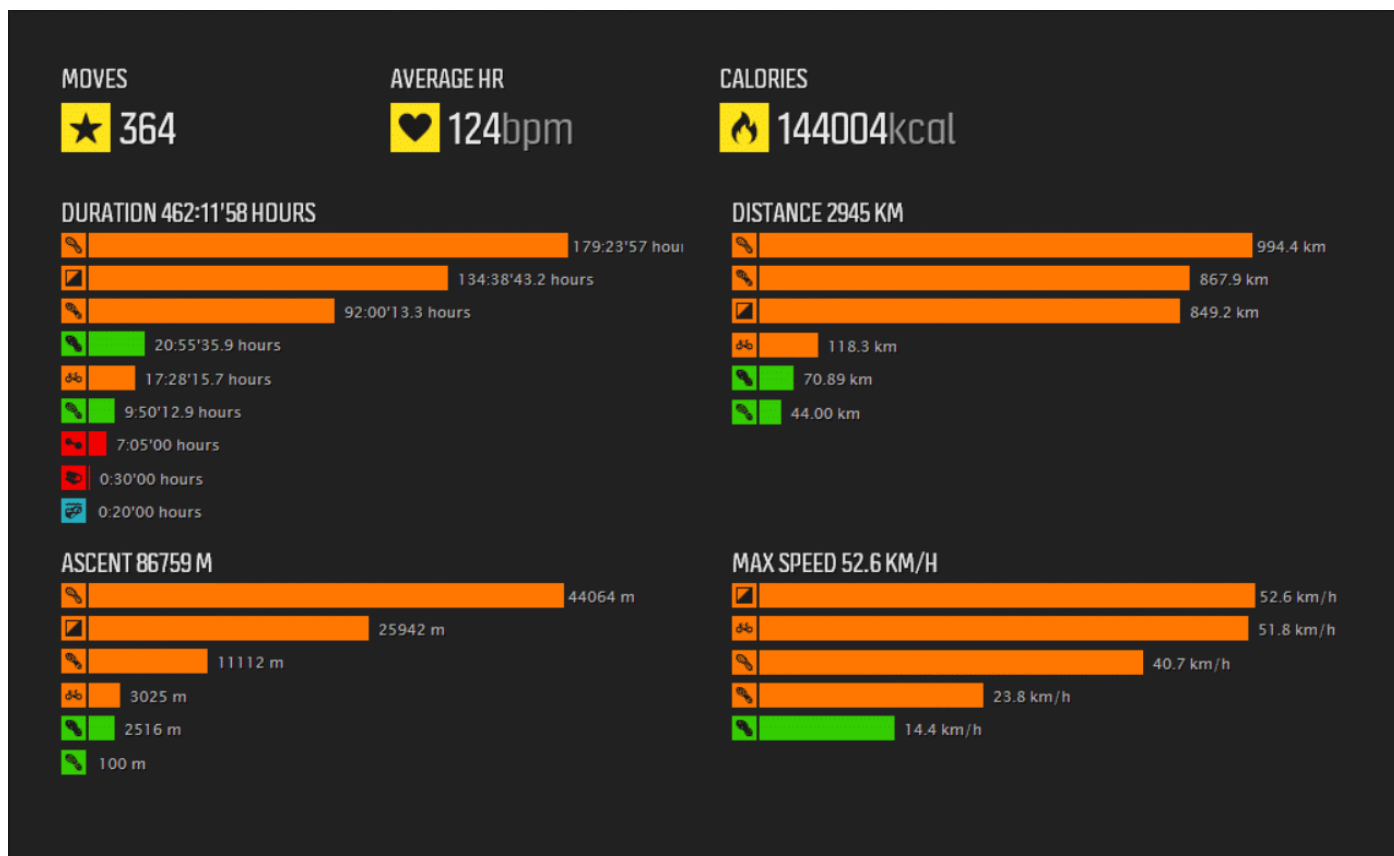 MOVES
364
AVERAGE HR
124bpm
CALORIES
144004kcal
DURATION 462:11'58 HOURS
179:23'57 hour
134:38'43.2 hours
92:00'13.3 hours
20:55'35.9 hours
17:28'15.7 hours
9:50'12.9 hours
7:05'00 hours
0:30'00 hours
0:20'00 hours
DISTANCE 2945 KM
994.4 km
867.9 km
849.2 km
118.3 km
70.89 km
44.00 km
ASCENT 86759 M
44064 m
25942 m
11112 m
3025 m
2516 m
100 m
MAX SPEED 52.6 KM/H
52.6 km/h
51.8 km/h
40.7 km/h
23.8 km/h
14.4 km/h